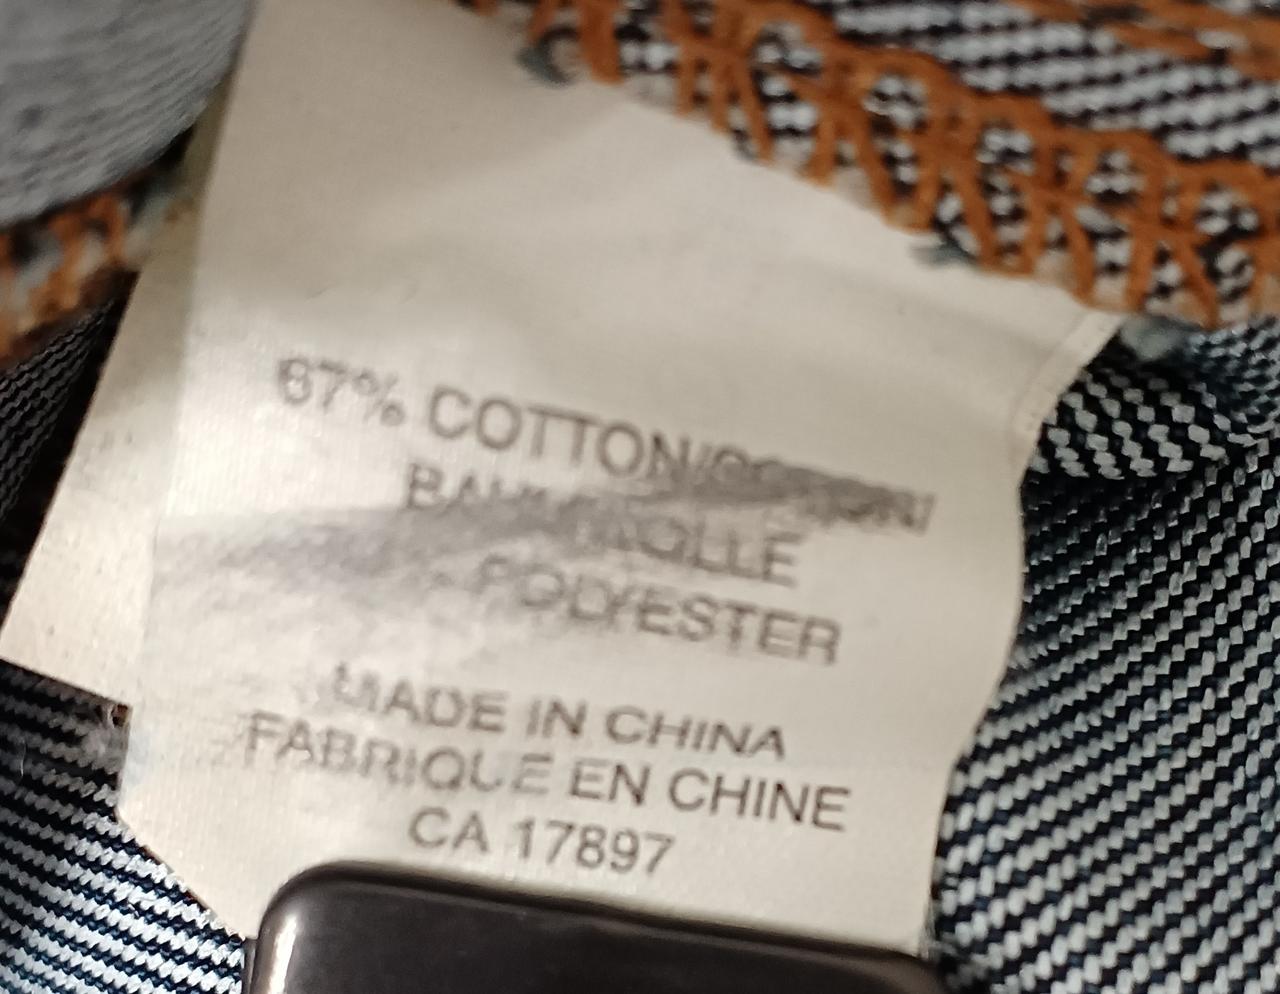 67% COTTON/
POLYESTER
MADE IN CHINA
FABRIQUE EN CHINE
CA 17897